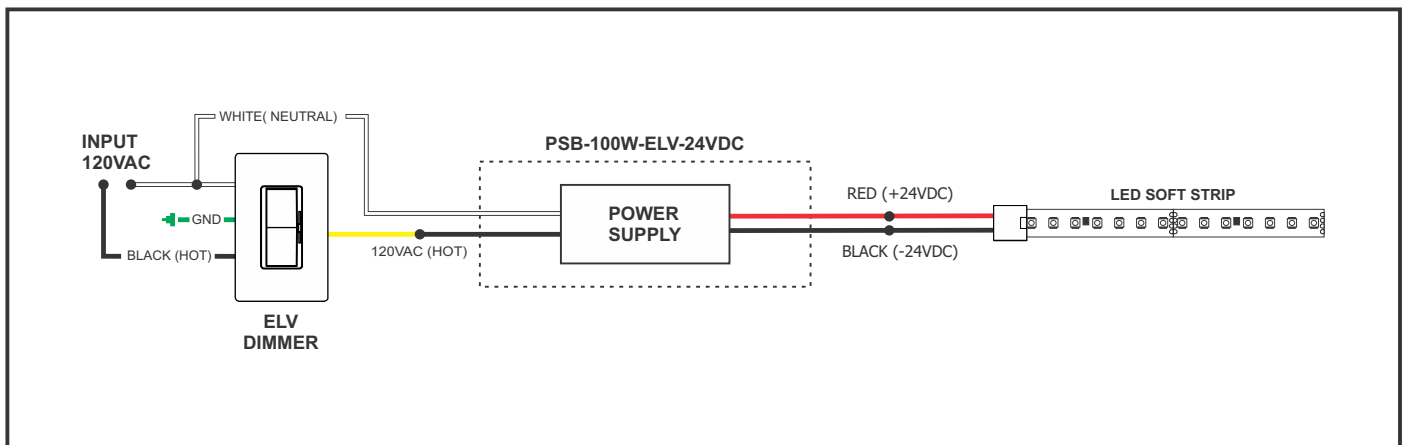 WHITE( NEUTRAL)
INPUT
120VAC
GND
BLACK (HOT)
ELV
DIMMER
120VAC (HOT)
PSB-100W-ELV-24VDC
POWER
SUPPLY
RED (+24VDC)
BLACK (-24VDC)
LED SOFT STRIP